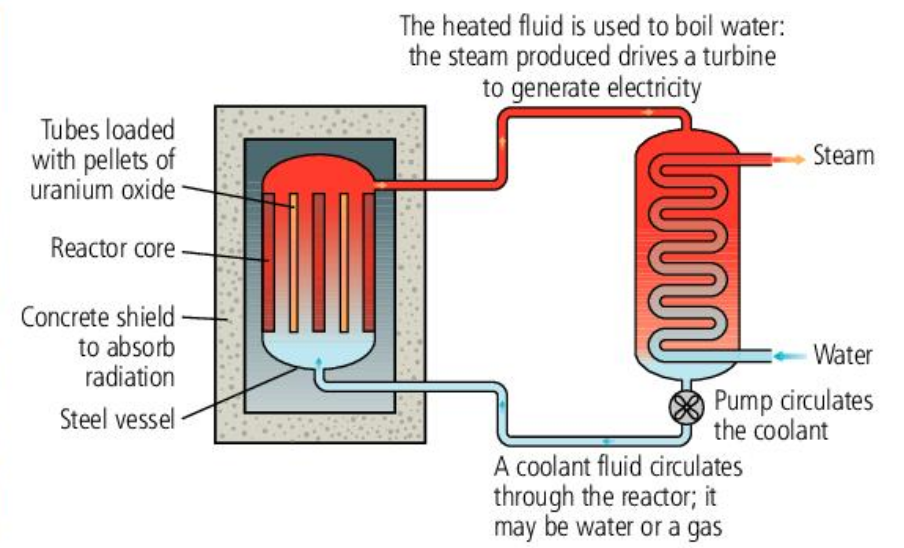 The heated fluid is used to boil water:
the steam produced drives a turbine
to generate electricity
Tubes loaded
with pellets of
uranium oxide
Reactor core
Concrete shield
to absorb
radiation
Steel vessel
Steam
Water
Pump circulates
the coolant
A coolant fluid circulates
through the reactor; it
may be water or a gas